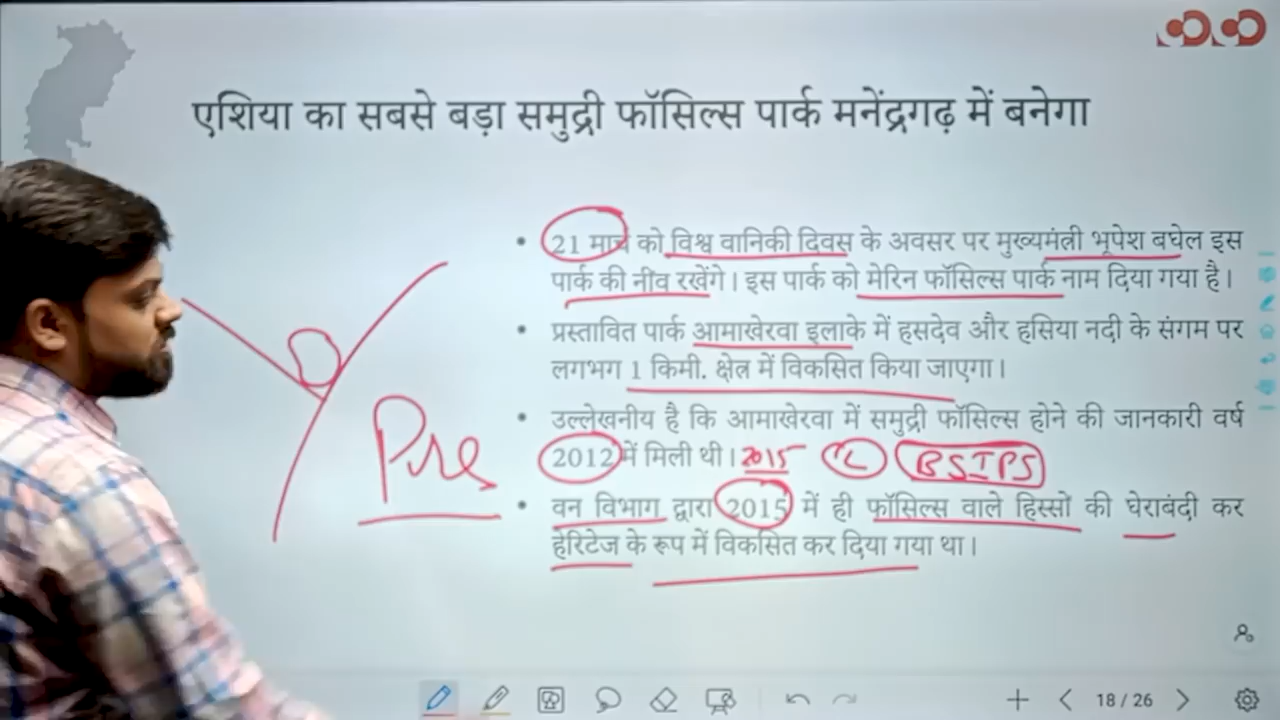 एशिया का सबसे बड़ा समुद्री फॉसिल्स पार्क मनेंद्रगढ़ में बनेगा
• 21 मार्च को विश्व वानिकी दिवस के अवसर पर मुख्यमंत्री भूपेश बघेल इस
पार्क की नींव रखेंगे। इस पार्क को मेरिन फॉसिल्स पार्क नाम दिया गया है।
• प्रस्तावित पार्क आमाखेरवा इलाके में हसदेव और हसिया नदी के संगम पर
लगभग 1 किमी. क्षेत्र में विकसित किया जाएगा।
• उल्लेखनीय है कि आमाखेरवा में समुद्री फॉसिल्स होने की जानकारी वर्ष
2012 में मिली थी। 2015 BSIPS
Pre
• वन विभाग द्वारा 2015 में ही फॉसिल्स वाले हिस्सों की घेराबंदी कर
हेरिटेज के रूप में विकसित कर दिया गया था।
18 / 26